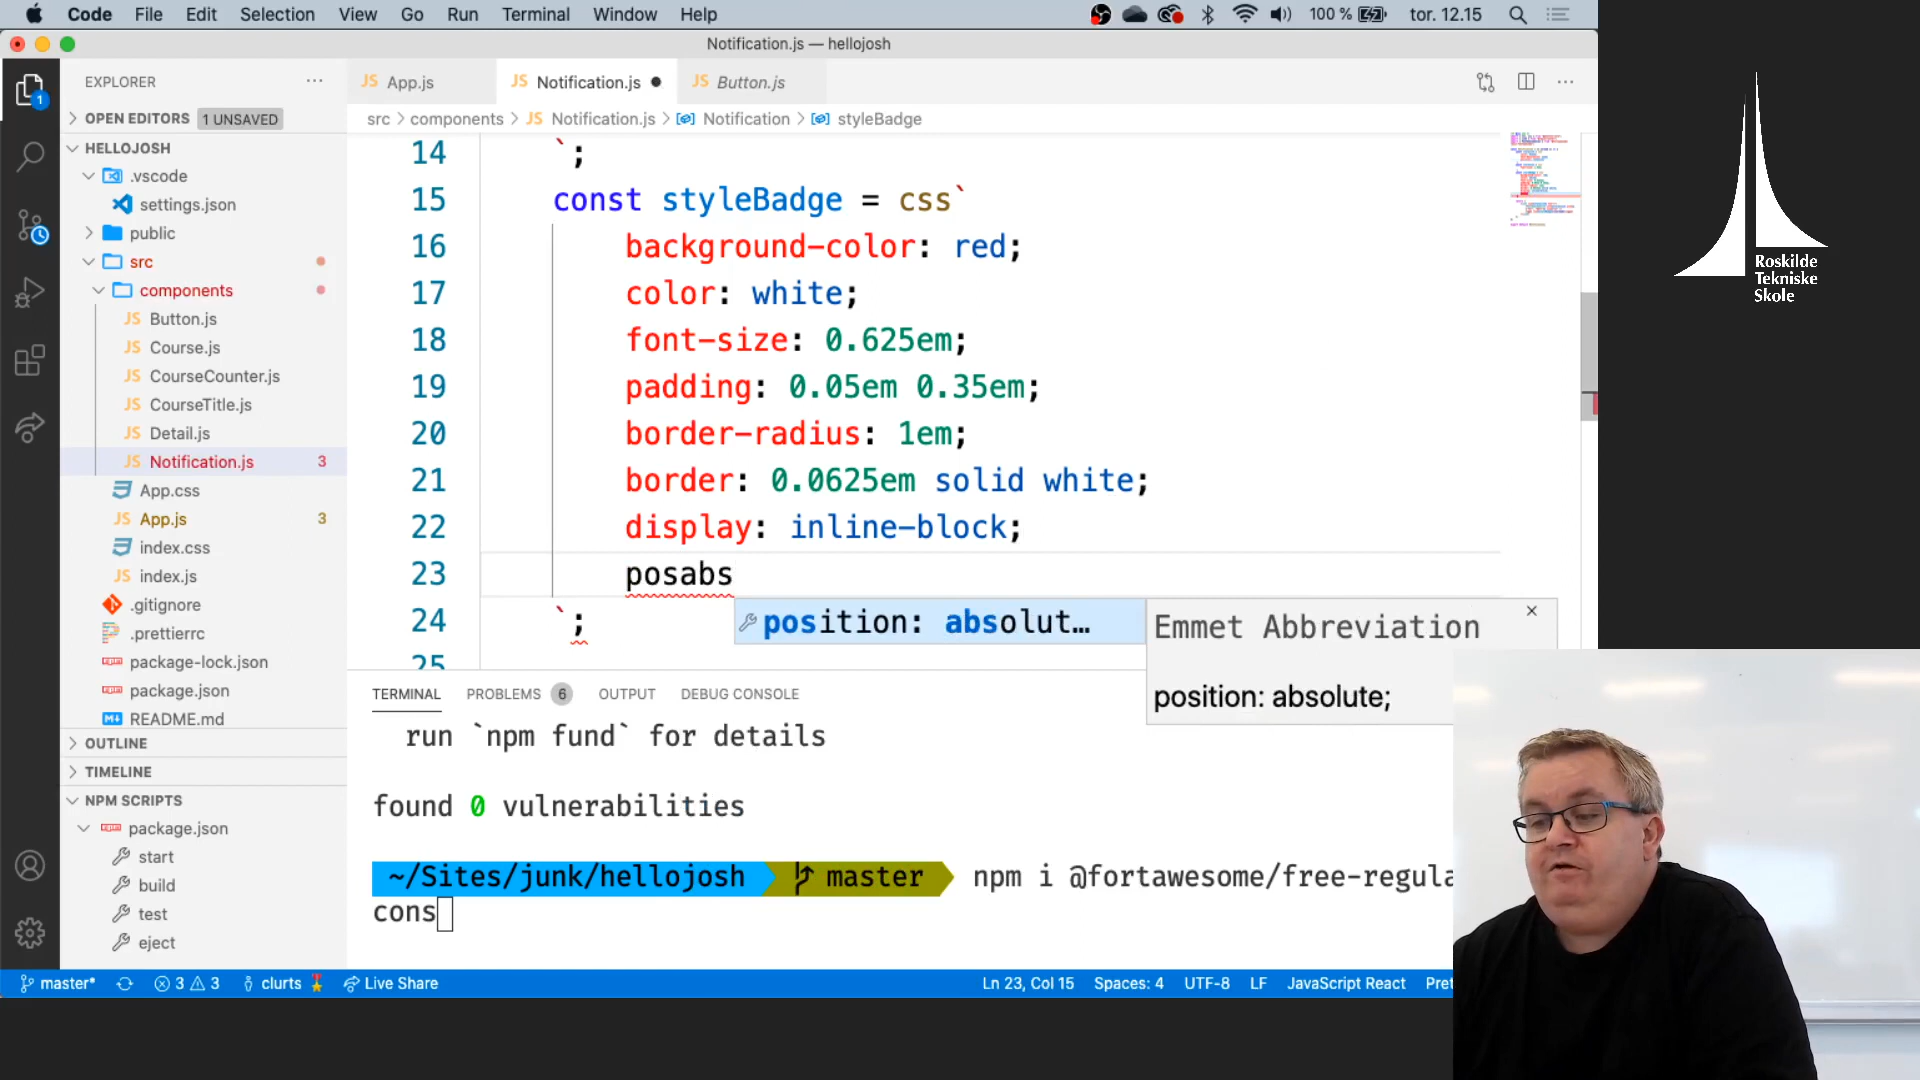 Code File Edit Selection View Go Run Terminal Window Help 100 % tor. 12.15
Notification.js — hellojosh
EXPLORER
JS App.js
JS Notification.js
JS Button.js
OPEN EDITORS 1 UNSAVED
src > components > JS Notification.js > Notification > styleBadge
HELLOJOSH
.vscode
settings.json
public
src
components
JS Button.js
JS Course.js
JS CourseCounter.js
JS CourseTitle.js
JS Detail.js
JS Notification.js 3
App.css
JS App.js 3
index.css
JS index.js
.gitignore
.prettierrc
package-lock.json
package.json
README.md
OUTLINE
TIMELINE
NPM SCRIPTS
package.json
start
build
test
eject
14 `;
15 const styleBadge = css`
16 background-color: red;
17 color: white;
18 font-size: 0.625em;
19 padding: 0.05em 0.35em;
20 border-radius: 1em;
21 border: 0.0625em solid white;
22 display: inline-block;
23 posabs
24 `;
25
position: absolut…
Emmet Abbreviation
position: absolute;
TERMINAL PROBLEMS 6 OUTPUT DEBUG CONSOLE
run `npm fund` for details
found 0 vulnerabilities
~/Sites/junk/hellojosh master npm i @fortawesome/free-regula
cons
master* 3 3 clurts Live Share Ln 23, Col 15 Spaces: 4 UTF-8 LF JavaScript React Pret
Roskilde
Tekniske
Skole